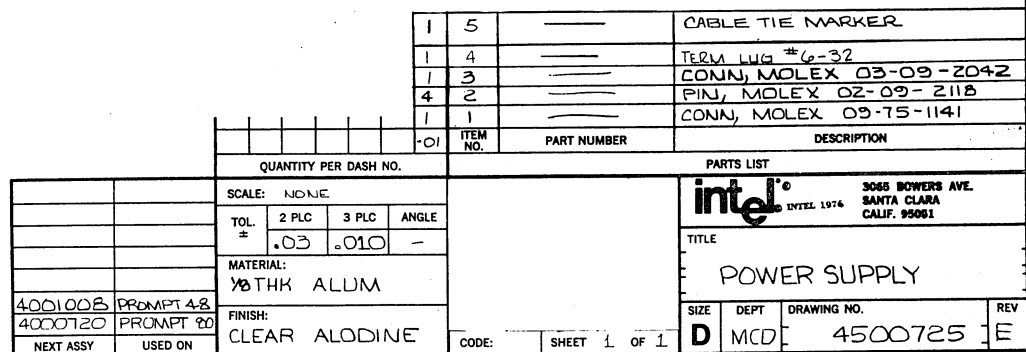 1 5 — CABLE TIE MARKER
1 4 — TERM LUG #6-32
1 3 — CONN, MOLEX 03-09-2042
4 2 — PIN, MOLEX 02-09-2118
1 1 — CONN, MOLEX 09-75-1141
-01 ITEM NO. PART NUMBER DESCRIPTION
QUANTITY PER DASH NO. PARTS LIST
SCALE: NONE
TOL. ± 2 PLC 3 PLC ANGLE
.03 .010 —
MATERIAL:
1/8 THK ALUM
FINISH:
CLEAR ALODINE
4001008 PROMPT 48
4000720 PROMPT 80
NEXT ASSY USED ON
CODE: SHEET 1 OF 1
intel® INTEL 1976
3065 BOWERS AVE.
SANTA CLARA
CALIF. 95051
TITLE
POWER SUPPLY
SIZE DEPT DRAWING NO. REV
D MCD 4500725 E